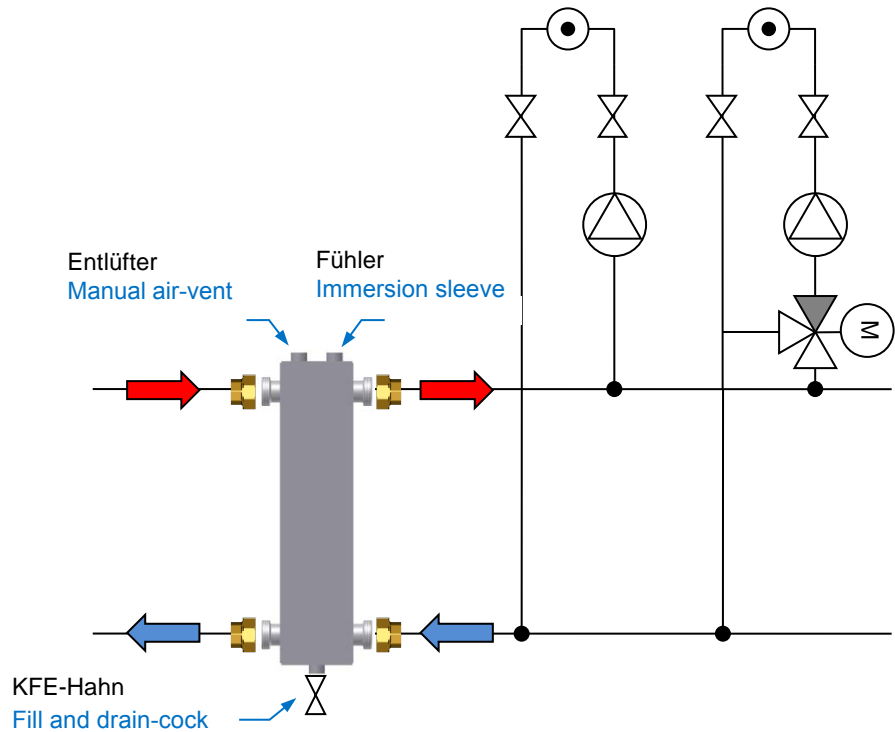 Entlüfter
Manual air-vent
Fühler
Immersion sleeve
M
KFE-Hahn
Fill and drain-cock